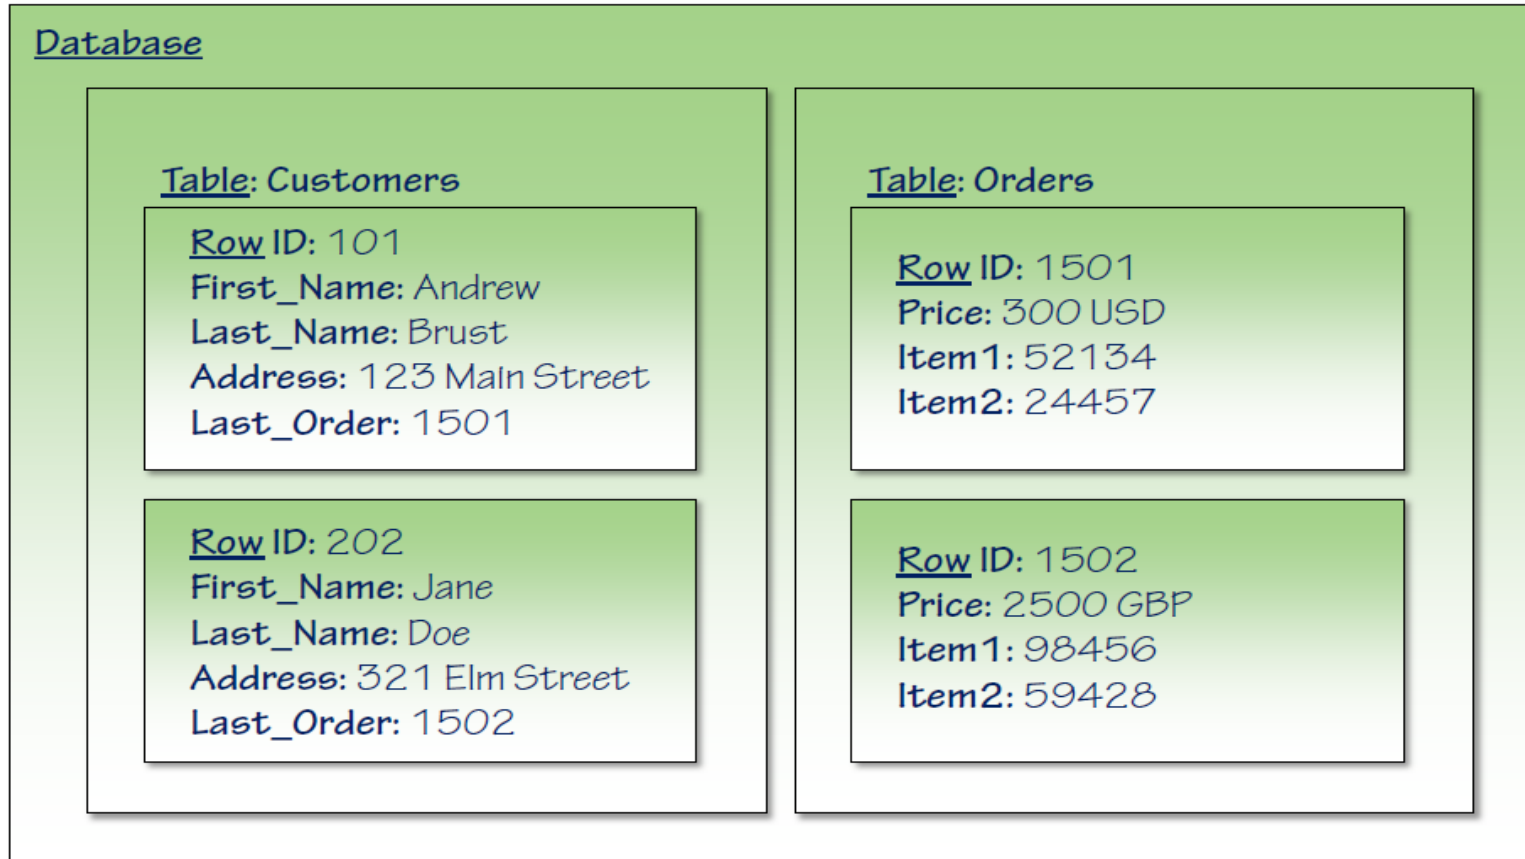 Database
Table: Customers
Row ID: 101
First_Name: Andrew
Last_Name: Brust
Address: 123 Main Street
Last_Order: 1501
Row ID: 202
First_Name: Jane
Last_Name: Doe
Address: 321 Elm Street
Last_Order: 1502
Table: Orders
Row ID: 1501
Price: 300 USD
Item1: 52134
Item2: 24457
Row ID: 1502
Price: 2500 GBP
Item1: 98456
Item2: 59428